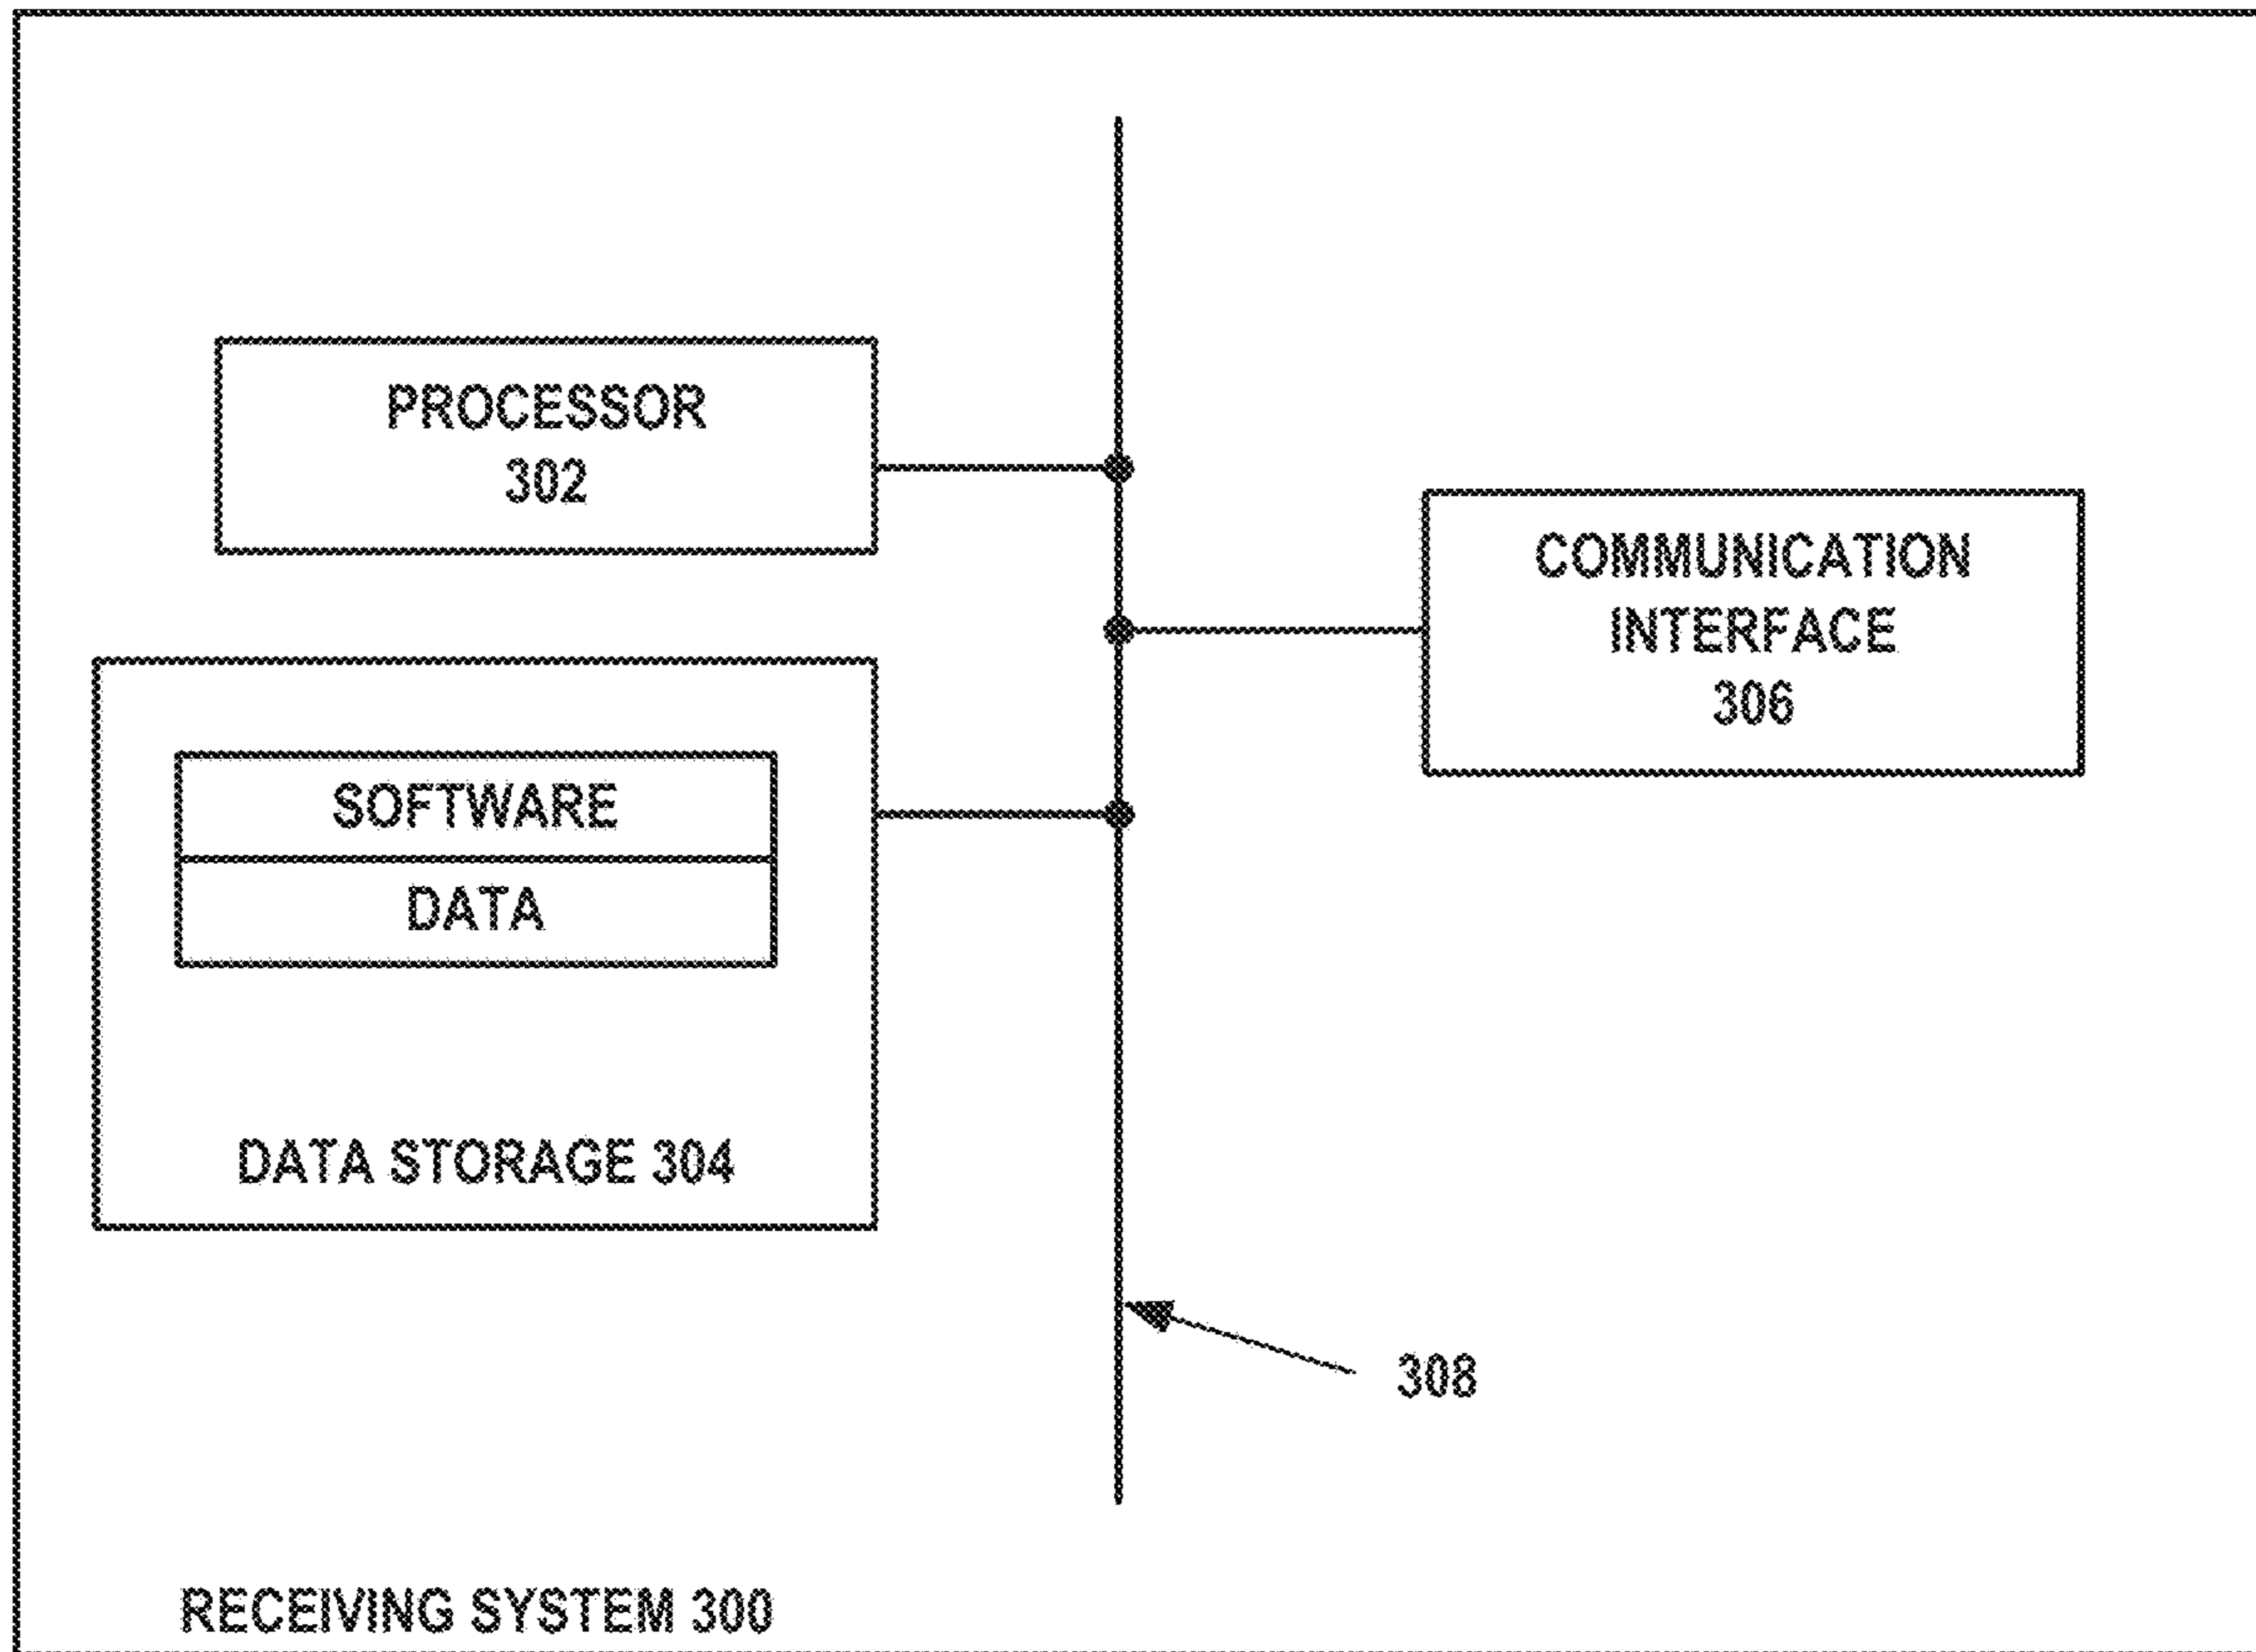 PROCESSOR
302
COMMUNICATION
INTERFACE
306
SOFTWARE
DATA
DATA STORAGE 304
308
RECEIVING SYSTEM 300